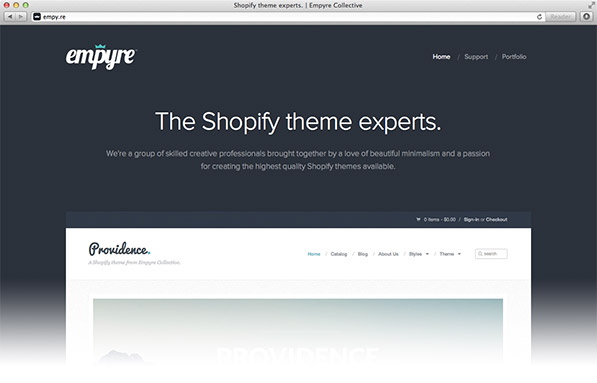 Shopify theme experts. | Empyre Collective
empy.re
Reader
empyre
Home / Support / Portfolio
The Shopify theme experts.
We're a group of skilled creative professionals brought together by a love of beautiful minimalism and a passion
for creating the highest quality Shopify themes available.
0 items - $0.00 / Sign-in or Checkout
Providence.
A Shopify theme from Empyre Collective.
Home / Catalog / Blog / About Us / Styles / Theme
search
PROVIDENCE